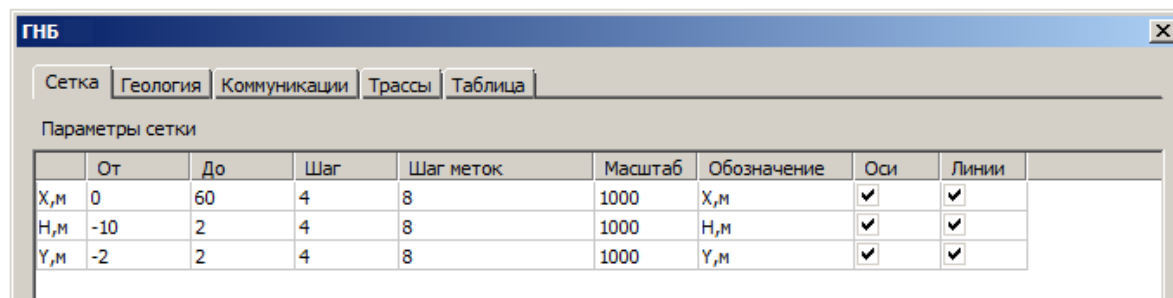 ГНБ
Сетка Геология Коммуникации Трассы Таблица
Параметры сетки
От До Шаг Шаг меток Масштаб Обозначение Оси Линии
X,м 0 60 4 8 1000 X,м
H,м -10 2 4 8 1000 H,м
Y,м -2 2 4 8 1000 Y,м